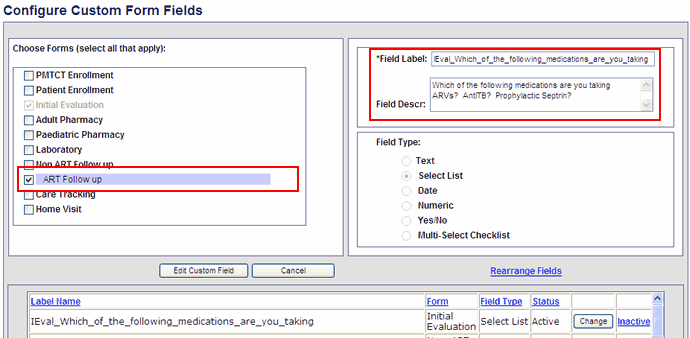 Configure Custom Form Fields
Choose Forms (select all that apply):
PMTCT Enrollment
Patient Enrollment
Initial Evaluation
Adult Pharmacy
Paediatric Pharmacy
Laboratory
Non ART Follow up
ART Follow up
Care Tracking
Home Visit
*Field Label: IEval_Which_of_the_following_medications_are_you_taking
Which of the following medications are you taking
ARVs? AntiTB? Prophylactic Septrin?
Field Descr:
Field Type:
Text
Select List
Date
Numeric
Yes/No
Multi-Select Checklist
Edit Custom Field Cancel Rearrange Fields
Label Name Form Field Type Status
IEval_Which_of_the_following_medications_are_you_taking Initial Evaluation Select List Active Change Inactive